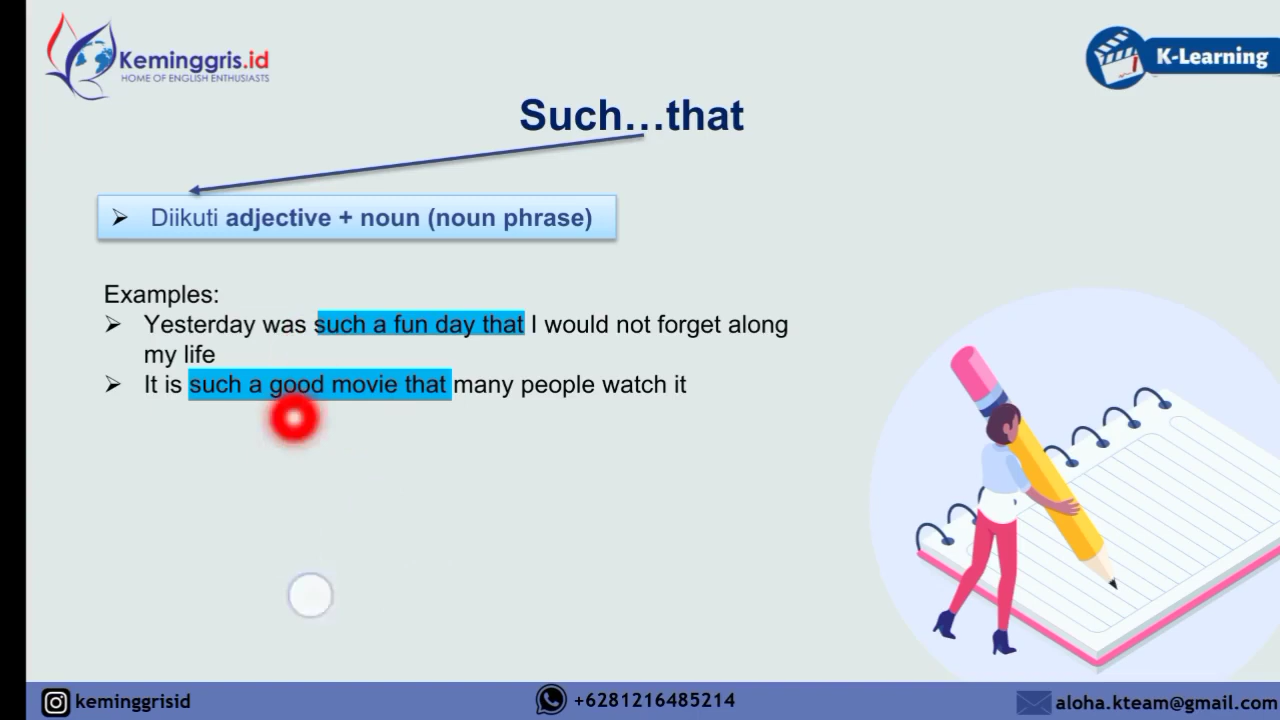 Keminggris.id
HOME OF ENGLISH ENTHUSIASTS
K-Learning
Such…that
➢ Diikuti adjective + noun (noun phrase)
Examples:
➢ Yesterday was such a fun day that I would not forget along
my life
➢ It is such a good movie that many people watch it
keminggrisid
+6281216485214
aloha.kteam@gmail.com